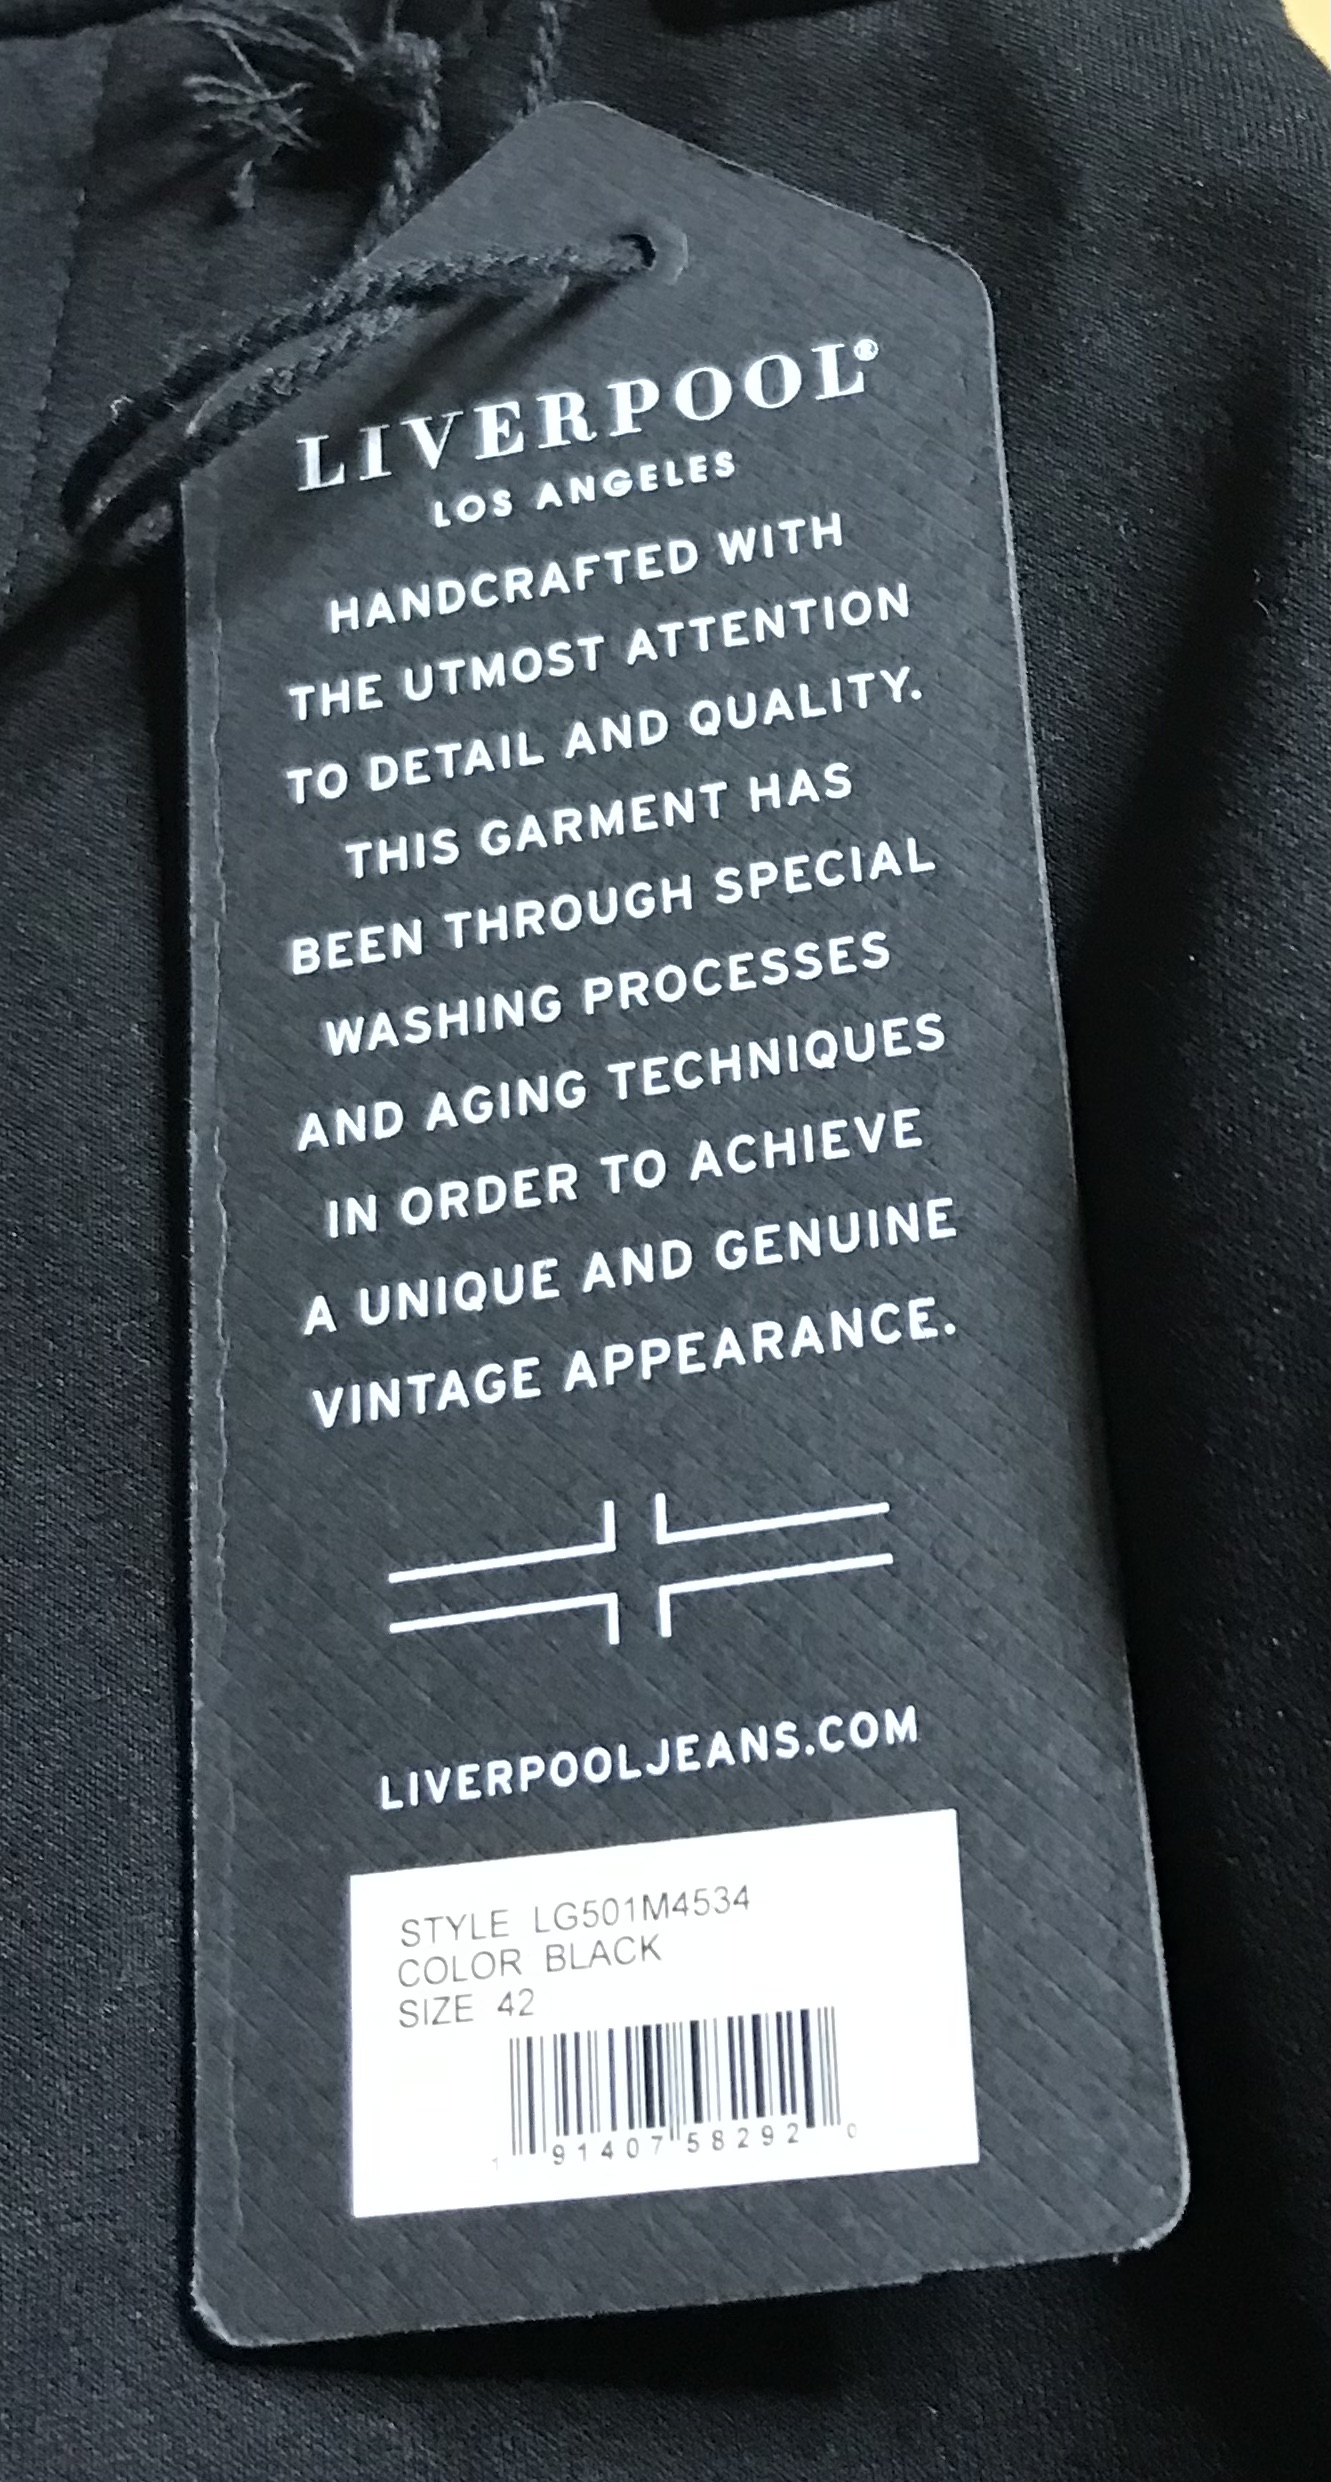 LIVERPOOL®
LOS ANGELES
HANDCRAFTED WITH
THE UTMOST ATTENTION
TO DETAIL AND QUALITY.
THIS GARMENT HAS
BEEN THROUGH SPECIAL
WASHING PROCESSES
AND AGING TECHNIQUES
IN ORDER TO ACHIEVE
A UNIQUE AND GENUINE
VINTAGE APPEARANCE.
LIVERPOOLJEANS.COM
STYLE LG501M4534
COLOR BLACK
SIZE 42
1 91407 58292 0